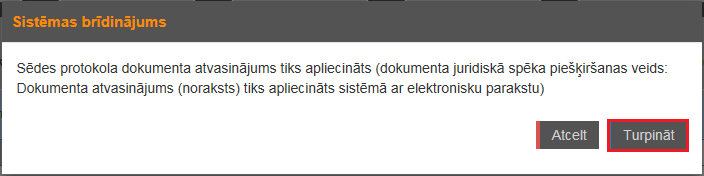 Sistēmas brīdinājums
Sēdes protokola dokumenta atvasinājums tiks apliecināts (dokumenta juridiskā spēka piešķiršanas veids:
Dokumenta atvasinājums (noraksts) tiks apliecināts sistēmā ar elektronisku parakstu)
Atcelt Turpināt